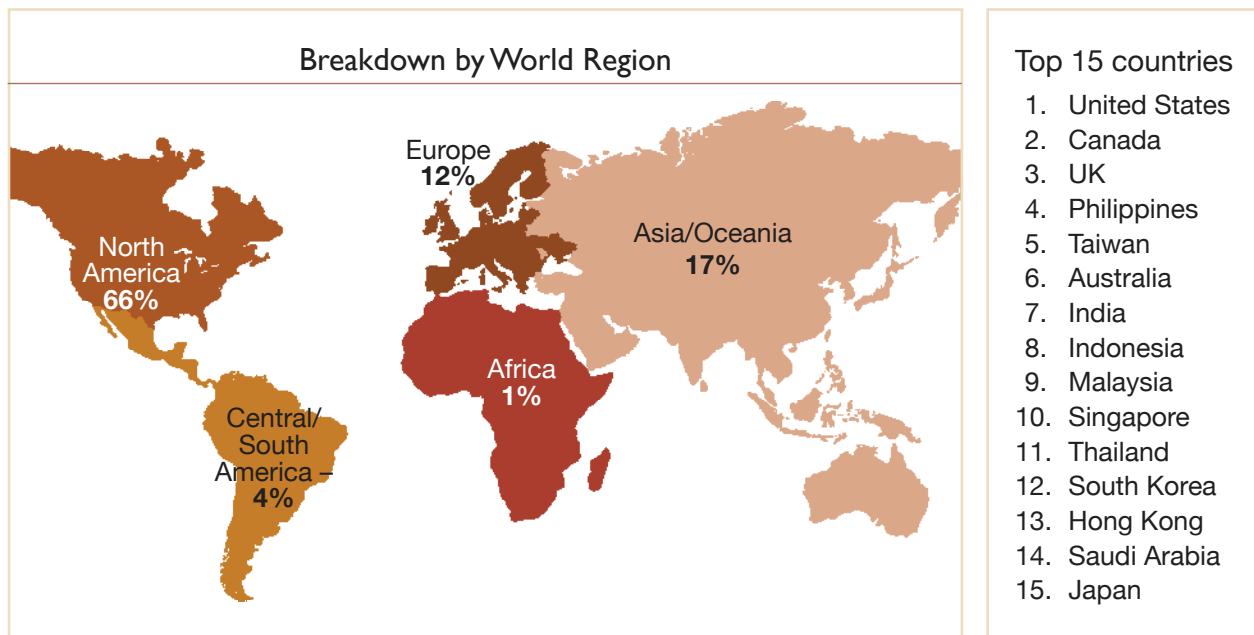 Breakdown by World Region
Europe
12%
North
America
66%
Asia/Oceania
17%
Africa
1%
Central/
South
America –
4%
Top 15 countries
1. United States
2. Canada
3. UK
4. Philippines
5. Taiwan
6. Australia
7. India
8. Indonesia
9. Malaysia
10. Singapore
11. Thailand
12. South Korea
13. Hong Kong
14. Saudi Arabia
15. Japan